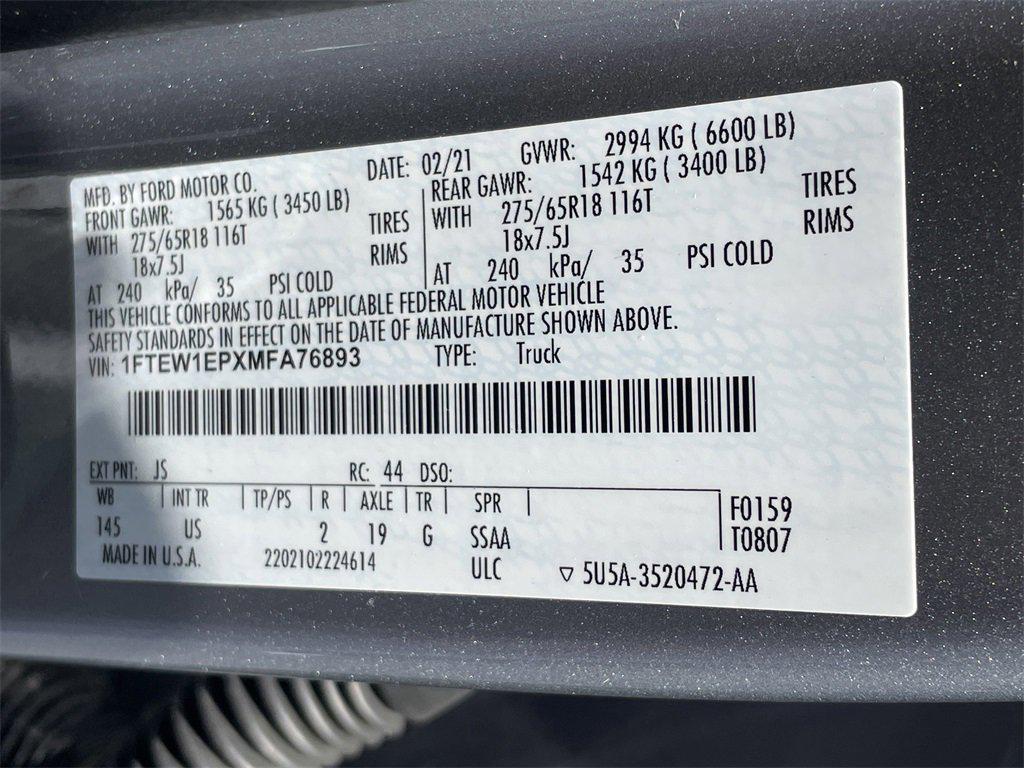 MFD. BY FORD MOTOR CO. DATE: 02/21 GVWR: 2994 KG ( 6600 LB)
FRONT GAWR: 1565 KG ( 3450 LB) REAR GAWR: 1542 KG ( 3400 LB)
WITH 275/65R18 116T TIRES WITH 275/65R18 116T TIRES
18x7.5J RIMS 18x7.5J RIMS
AT 240 kPa/ 35 PSI COLD AT 240 kPa/ 35 PSI COLD
THIS VEHICLE CONFORMS TO ALL APPLICABLE FEDERAL MOTOR VEHICLE
SAFETY STANDARDS IN EFFECT ON THE DATE OF MANUFACTURE SHOWN ABOVE.
VIN: 1FTEW1EPXMFA76893 TYPE: Truck
EXT PNT: JS RC: 44 DSO:
WB | INT TR | TP/PS | R | AXLE | TR | SPR | F0159
145 US 2 19 G SSAA T0807
MADE IN U.S.A. 2202102224614 ULC ▽ 5U5A-3520472-AA